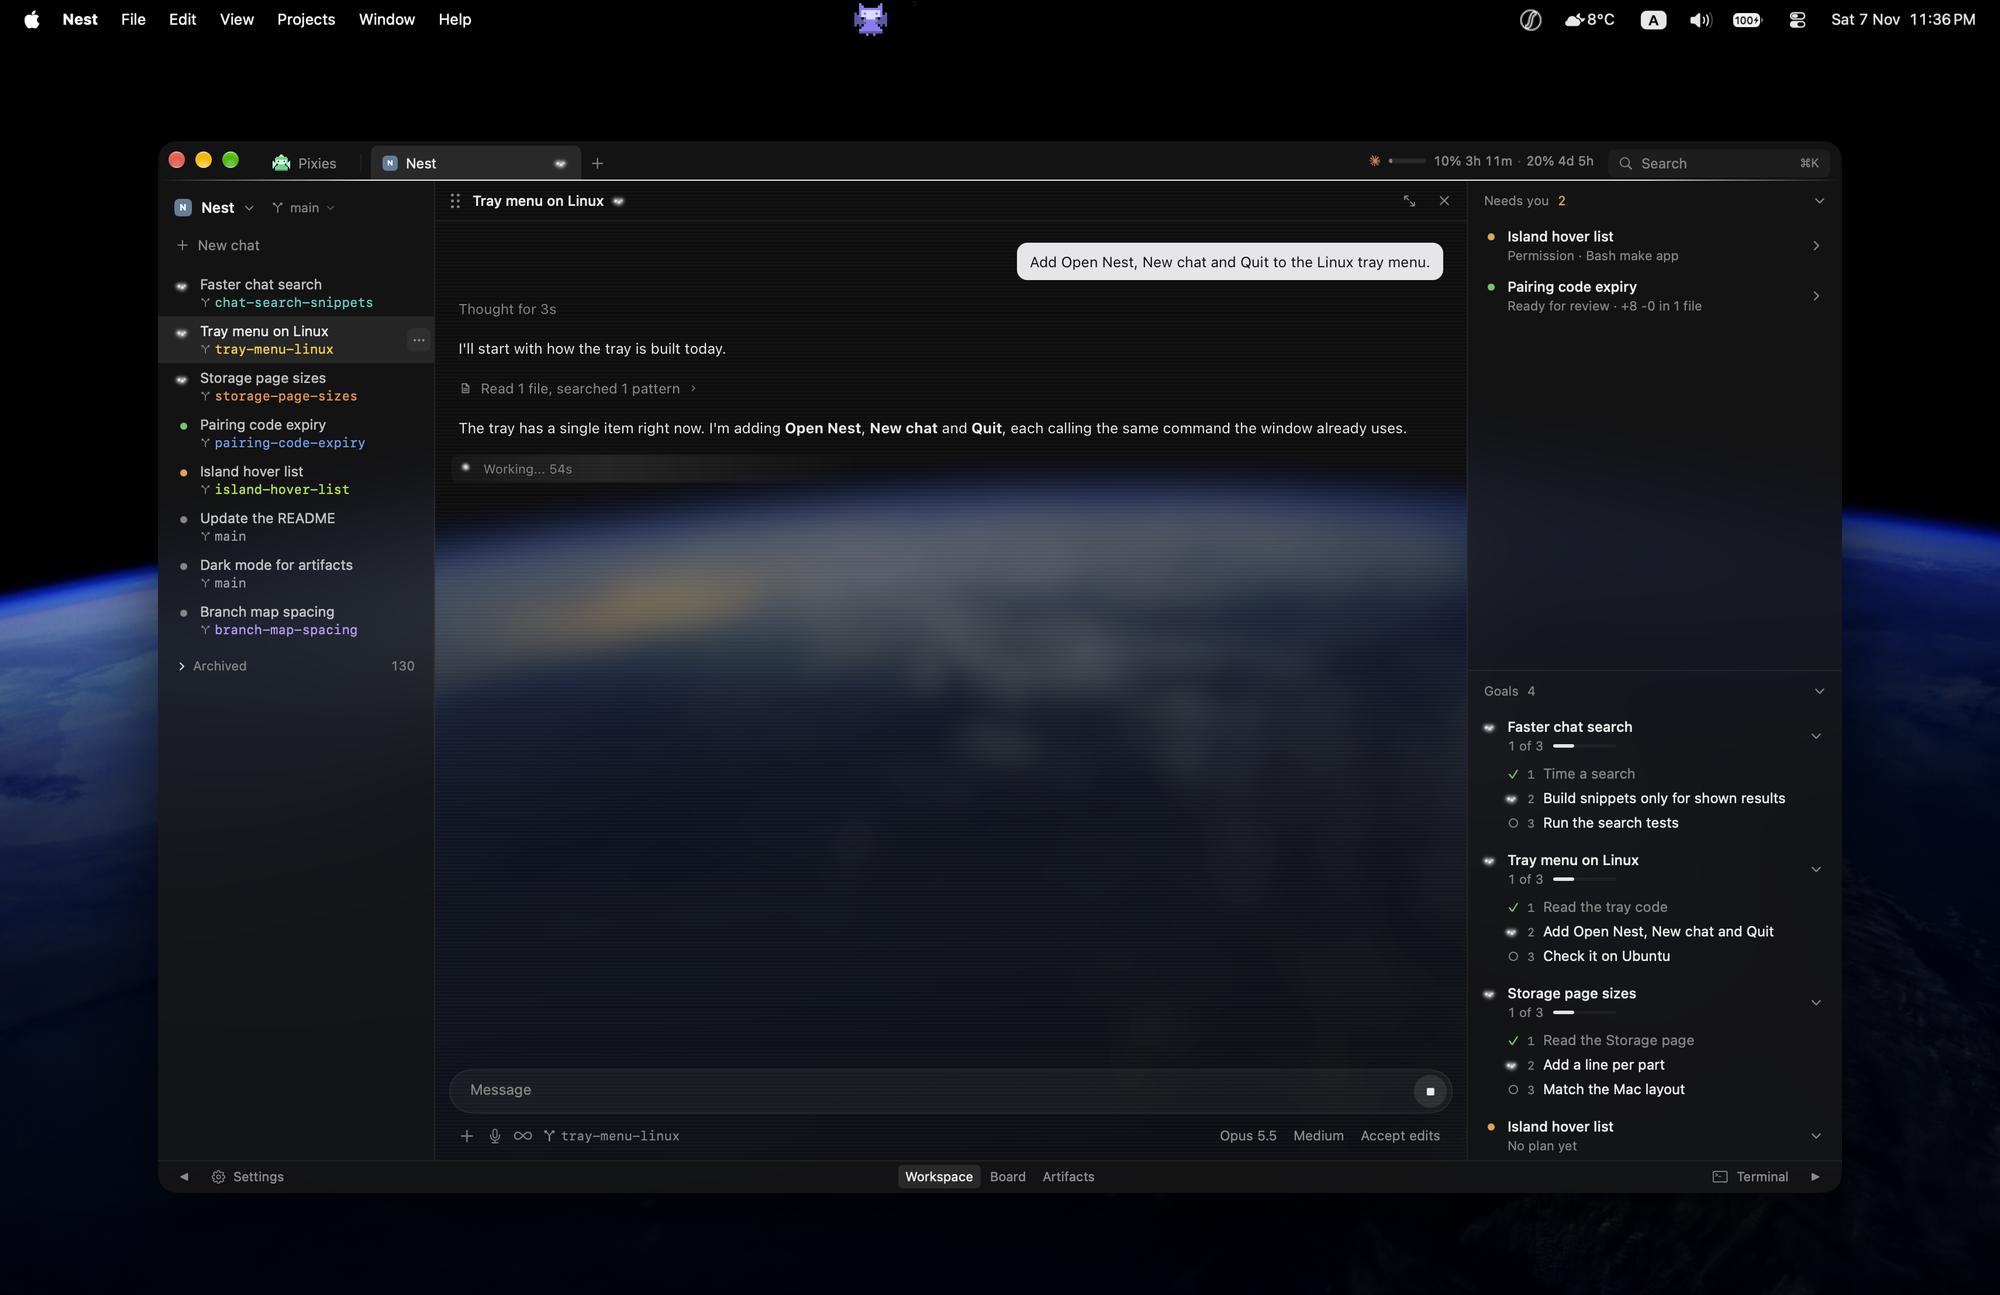 Nest File Edit View Projects Window Help
8°C A 100 Sat 7 Nov 11:36 PM
Pixies
N Nest
10% 3h 11m · 20% 4d 5h
Search ⌘K
N Nest main
New chat
Faster chat search
chat-search-snippets
Tray menu on Linux
tray-menu-linux
Storage page sizes
storage-page-sizes
Pairing code expiry
pairing-code-expiry
Island hover list
island-hover-list
Update the README
main
Dark mode for artifacts
main
Branch map spacing
branch-map-spacing
Archived 130
Tray menu on Linux
Add Open Nest, New chat and Quit to the Linux tray menu.
Thought for 3s
I'll start with how the tray is built today.
Read 1 file, searched 1 pattern
The tray has a single item right now. I'm adding Open Nest, New chat and Quit, each calling the same command the window already uses.
Working... 54s
Message
tray-menu-linux
Opus 5.5 Medium Accept edits
Needs you 2
Island hover list
Permission · Bash make app
Pairing code expiry
Ready for review · +8 -0 in 1 file
Goals 4
Faster chat search
1 of 3
1 Time a search
2 Build snippets only for shown results
3 Run the search tests
Tray menu on Linux
1 of 3
1 Read the tray code
2 Add Open Nest, New chat and Quit
3 Check it on Ubuntu
Storage page sizes
1 of 3
1 Read the Storage page
2 Add a line per part
3 Match the Mac layout
Island hover list
No plan yet
Settings
Workspace Board Artifacts
Terminal